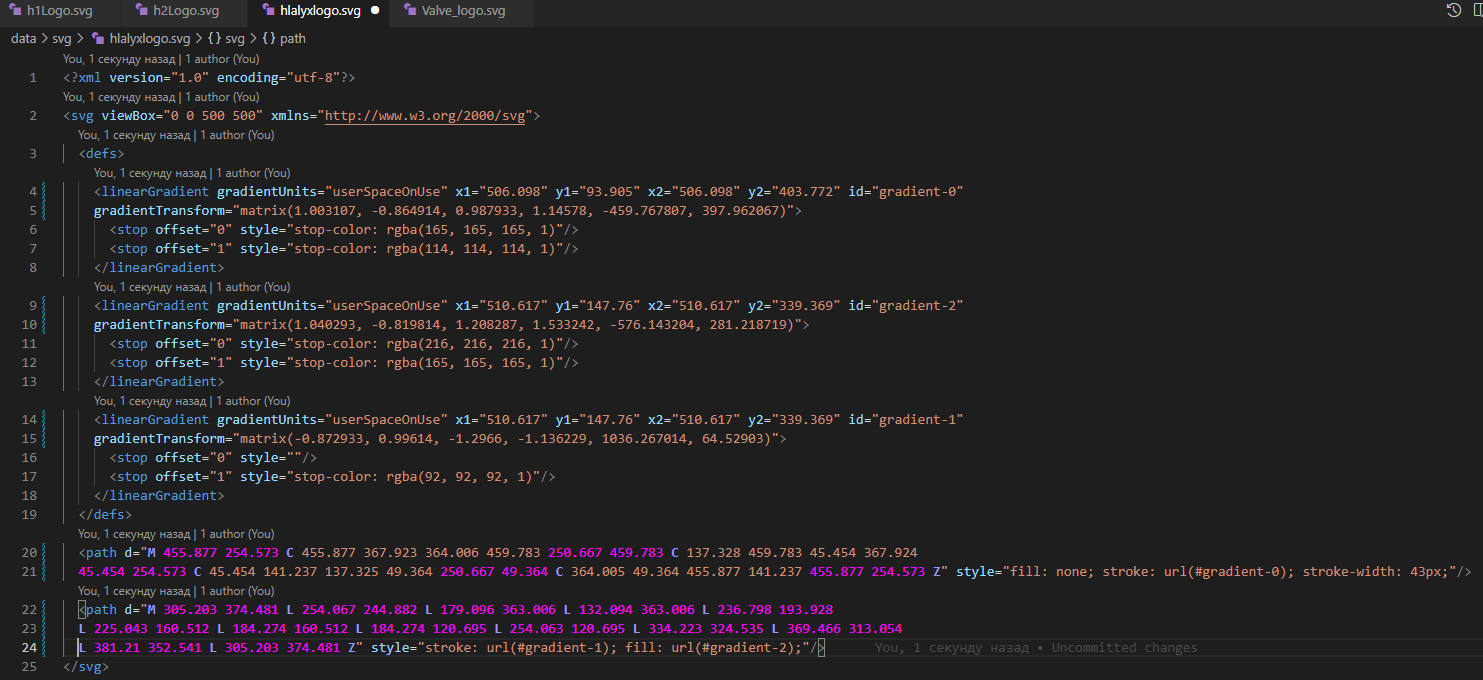 h1Logo.svg h2Logo.svg hlalyxlogo.svg Valve_logo.svg
data > svg > hlalyxlogo.svg > {} svg > {} path
You, 1 секунду назад | 1 author (You)
1 <?xml version="1.0" encoding="utf-8"?>
You, 1 секунду назад | 1 author (You)
2 <svg viewBox="0 0 500 500" xmlns="http://www.w3.org/2000/svg">
You, 1 секунду назад | 1 author (You)
3 <defs>
You, 1 секунду назад | 1 author (You)
4 <linearGradient gradientUnits="userSpaceOnUse" x1="506.098" y1="93.905" x2="506.098" y2="403.772" id="gradient-0"
5 gradientTransform="matrix(1.003107, -0.864914, 0.987933, 1.14578, -459.767807, 397.962067)">
6 <stop offset="0" style="stop-color: rgba(165, 165, 165, 1)"/>
7 <stop offset="1" style="stop-color: rgba(114, 114, 114, 1)"/>
8 </linearGradient>
You, 1 секунду назад | 1 author (You)
9 <linearGradient gradientUnits="userSpaceOnUse" x1="510.617" y1="147.76" x2="510.617" y2="339.369" id="gradient-2"
10 gradientTransform="matrix(1.040293, -0.819814, 1.208287, 1.533242, -576.143204, 281.218719)">
11 <stop offset="0" style="stop-color: rgba(216, 216, 216, 1)"/>
12 <stop offset="1" style="stop-color: rgba(165, 165, 165, 1)"/>
13 </linearGradient>
You, 1 секунду назад | 1 author (You)
14 <linearGradient gradientUnits="userSpaceOnUse" x1="510.617" y1="147.76" x2="510.617" y2="339.369" id="gradient-1"
15 gradientTransform="matrix(-0.872933, 0.99614, -1.2966, -1.136229, 1036.267014, 64.52903)">
16 <stop offset="0" style=""/>
17 <stop offset="1" style="stop-color: rgba(92, 92, 92, 1)"/>
18 </linearGradient>
19 </defs>
You, 1 секунду назад | 1 author (You)
20 <path d="M 455.877 254.573 C 455.877 367.923 364.006 459.783 250.667 459.783 C 137.328 459.783 45.454 367.924
21 45.454 254.573 C 45.454 141.237 137.325 49.364 250.667 49.364 C 364.005 49.364 455.877 141.237 455.877 254.573 Z" style="fill: none; stroke: url(#gradient-0); stroke-width: 43px;"/>
You, 1 секунду назад | 1 author (You)
22 <path d="M 305.203 374.481 L 254.067 244.882 L 179.096 363.006 L 132.094 363.006 L 236.798 193.928
23 L 225.043 160.512 L 184.274 160.512 L 184.274 120.695 L 254.063 120.695 L 334.223 324.535 L 369.466 313.054
24 L 381.21 352.541 L 305.203 374.481 Z" style="stroke: url(#gradient-1); fill: url(#gradient-2);"/> You, 1 секунду назад • Uncommitted changes
25 </svg>